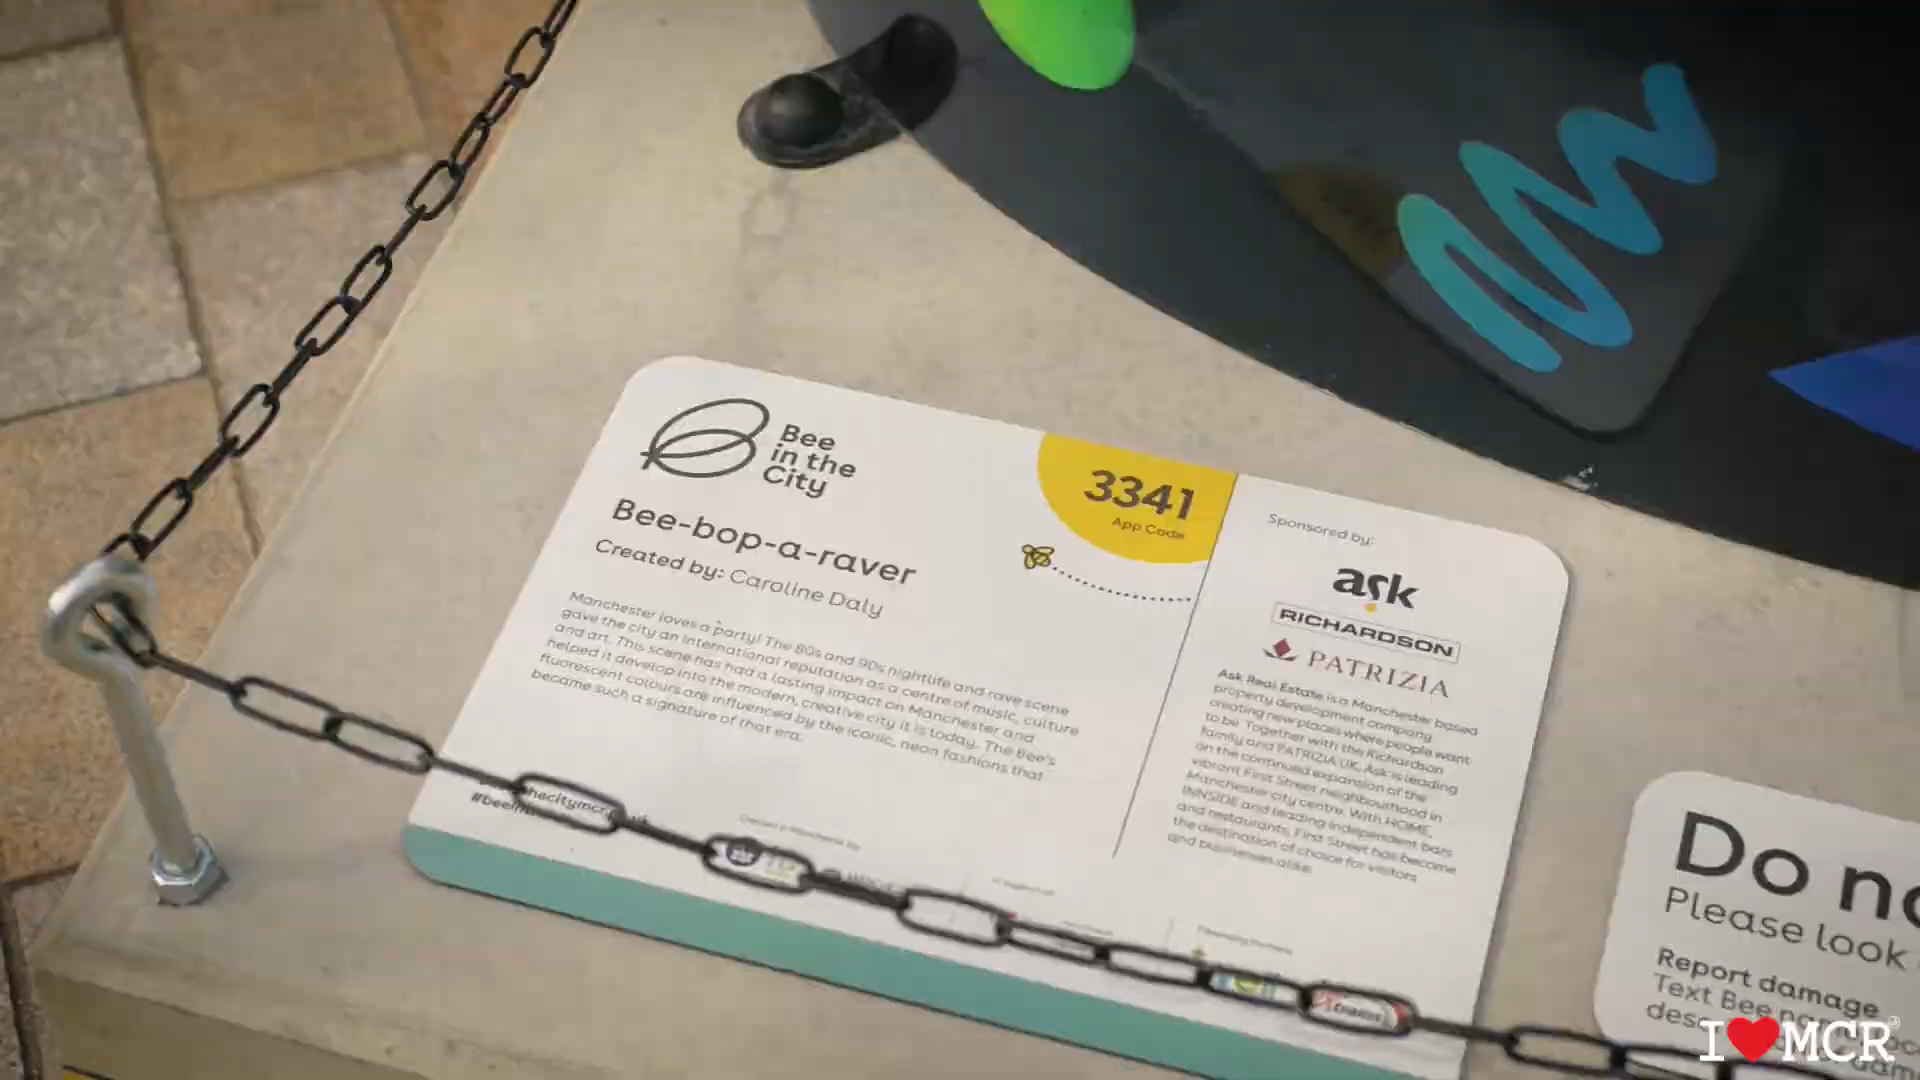 Bee
in the
City
Bee-bop-a-raver
Created by: Caroline Daly
Manchester loves a party! The 80s and 90s nightlife and rave scene
gave the city an international reputation as a centre of music, culture
and art. This scene has had a lasting impact on Manchester and
helped it develop into the modern, creative city it is today. The Bee's
fluorescent colours are influenced by the iconic, neon fashions that
became such a signature of that era.
3341
App Code
Sponsored by:
ask
RICHARDSON
PATRIZIA
Ask Real Estate is a Manchester based
property development company
creating new places where people want
to be. Together with the Richardson
family and PATRIZIA UK, Ask is leading
on the continued expansion of the
vibrant First Street neighbourhood in
Manchester city centre. With HOME,
INNSIDE and leading independent bars
and restaurants, First Street has become
the destination of choice for visitors
and businesses alike.
Do
Please look
Report damage
Text Bee
I MCR